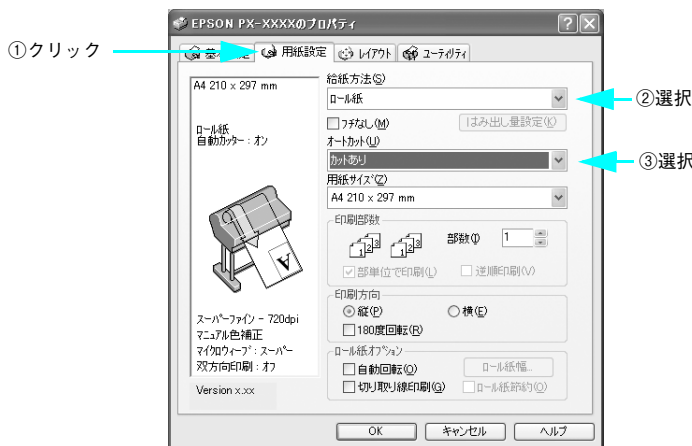 EPSON PX-XXXXのプロパティ
①クリック
用紙設定 レイアウト ユーティリティ
A4 210 x 297 mm
ロール紙
自動カッター：オン
A
スーパーファイン - 720dpi
マニュアル色補正
マイクロウィーブ：スーパー
双方向印刷：オフ
Version x.xx
給紙方法(S)
ロール紙
②選択
フチなし(M) はみ出し量設定(K)
オートカット(U)
カットあり
③選択
用紙サイズ(Z)
A4 210 x 297 mm
印刷部数
1 2 3 1 2 3 部数(I) 1
部単位で印刷(L) 逆順印刷(V)
印刷方向
縦(P) 横(E)
180度回転(R)
ロール紙オプション
自動回転(O) ロール紙幅...
切り取り線印刷(G) ロール紙節約(O)
OK キャンセル ヘルプ